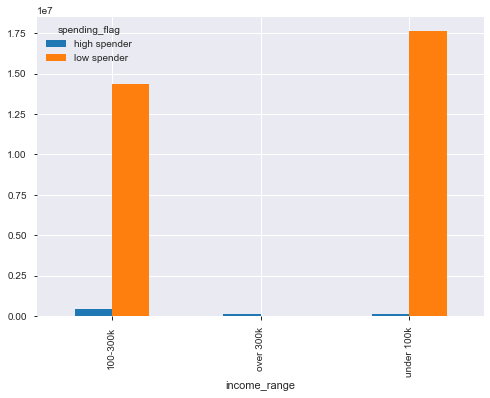 1e7
spending_flag
high spender
low spender
1.75
1.50
1.25
1.00
0.75
0.50
0.25
0.00
100-300k
over 300k
under 100k
income_range